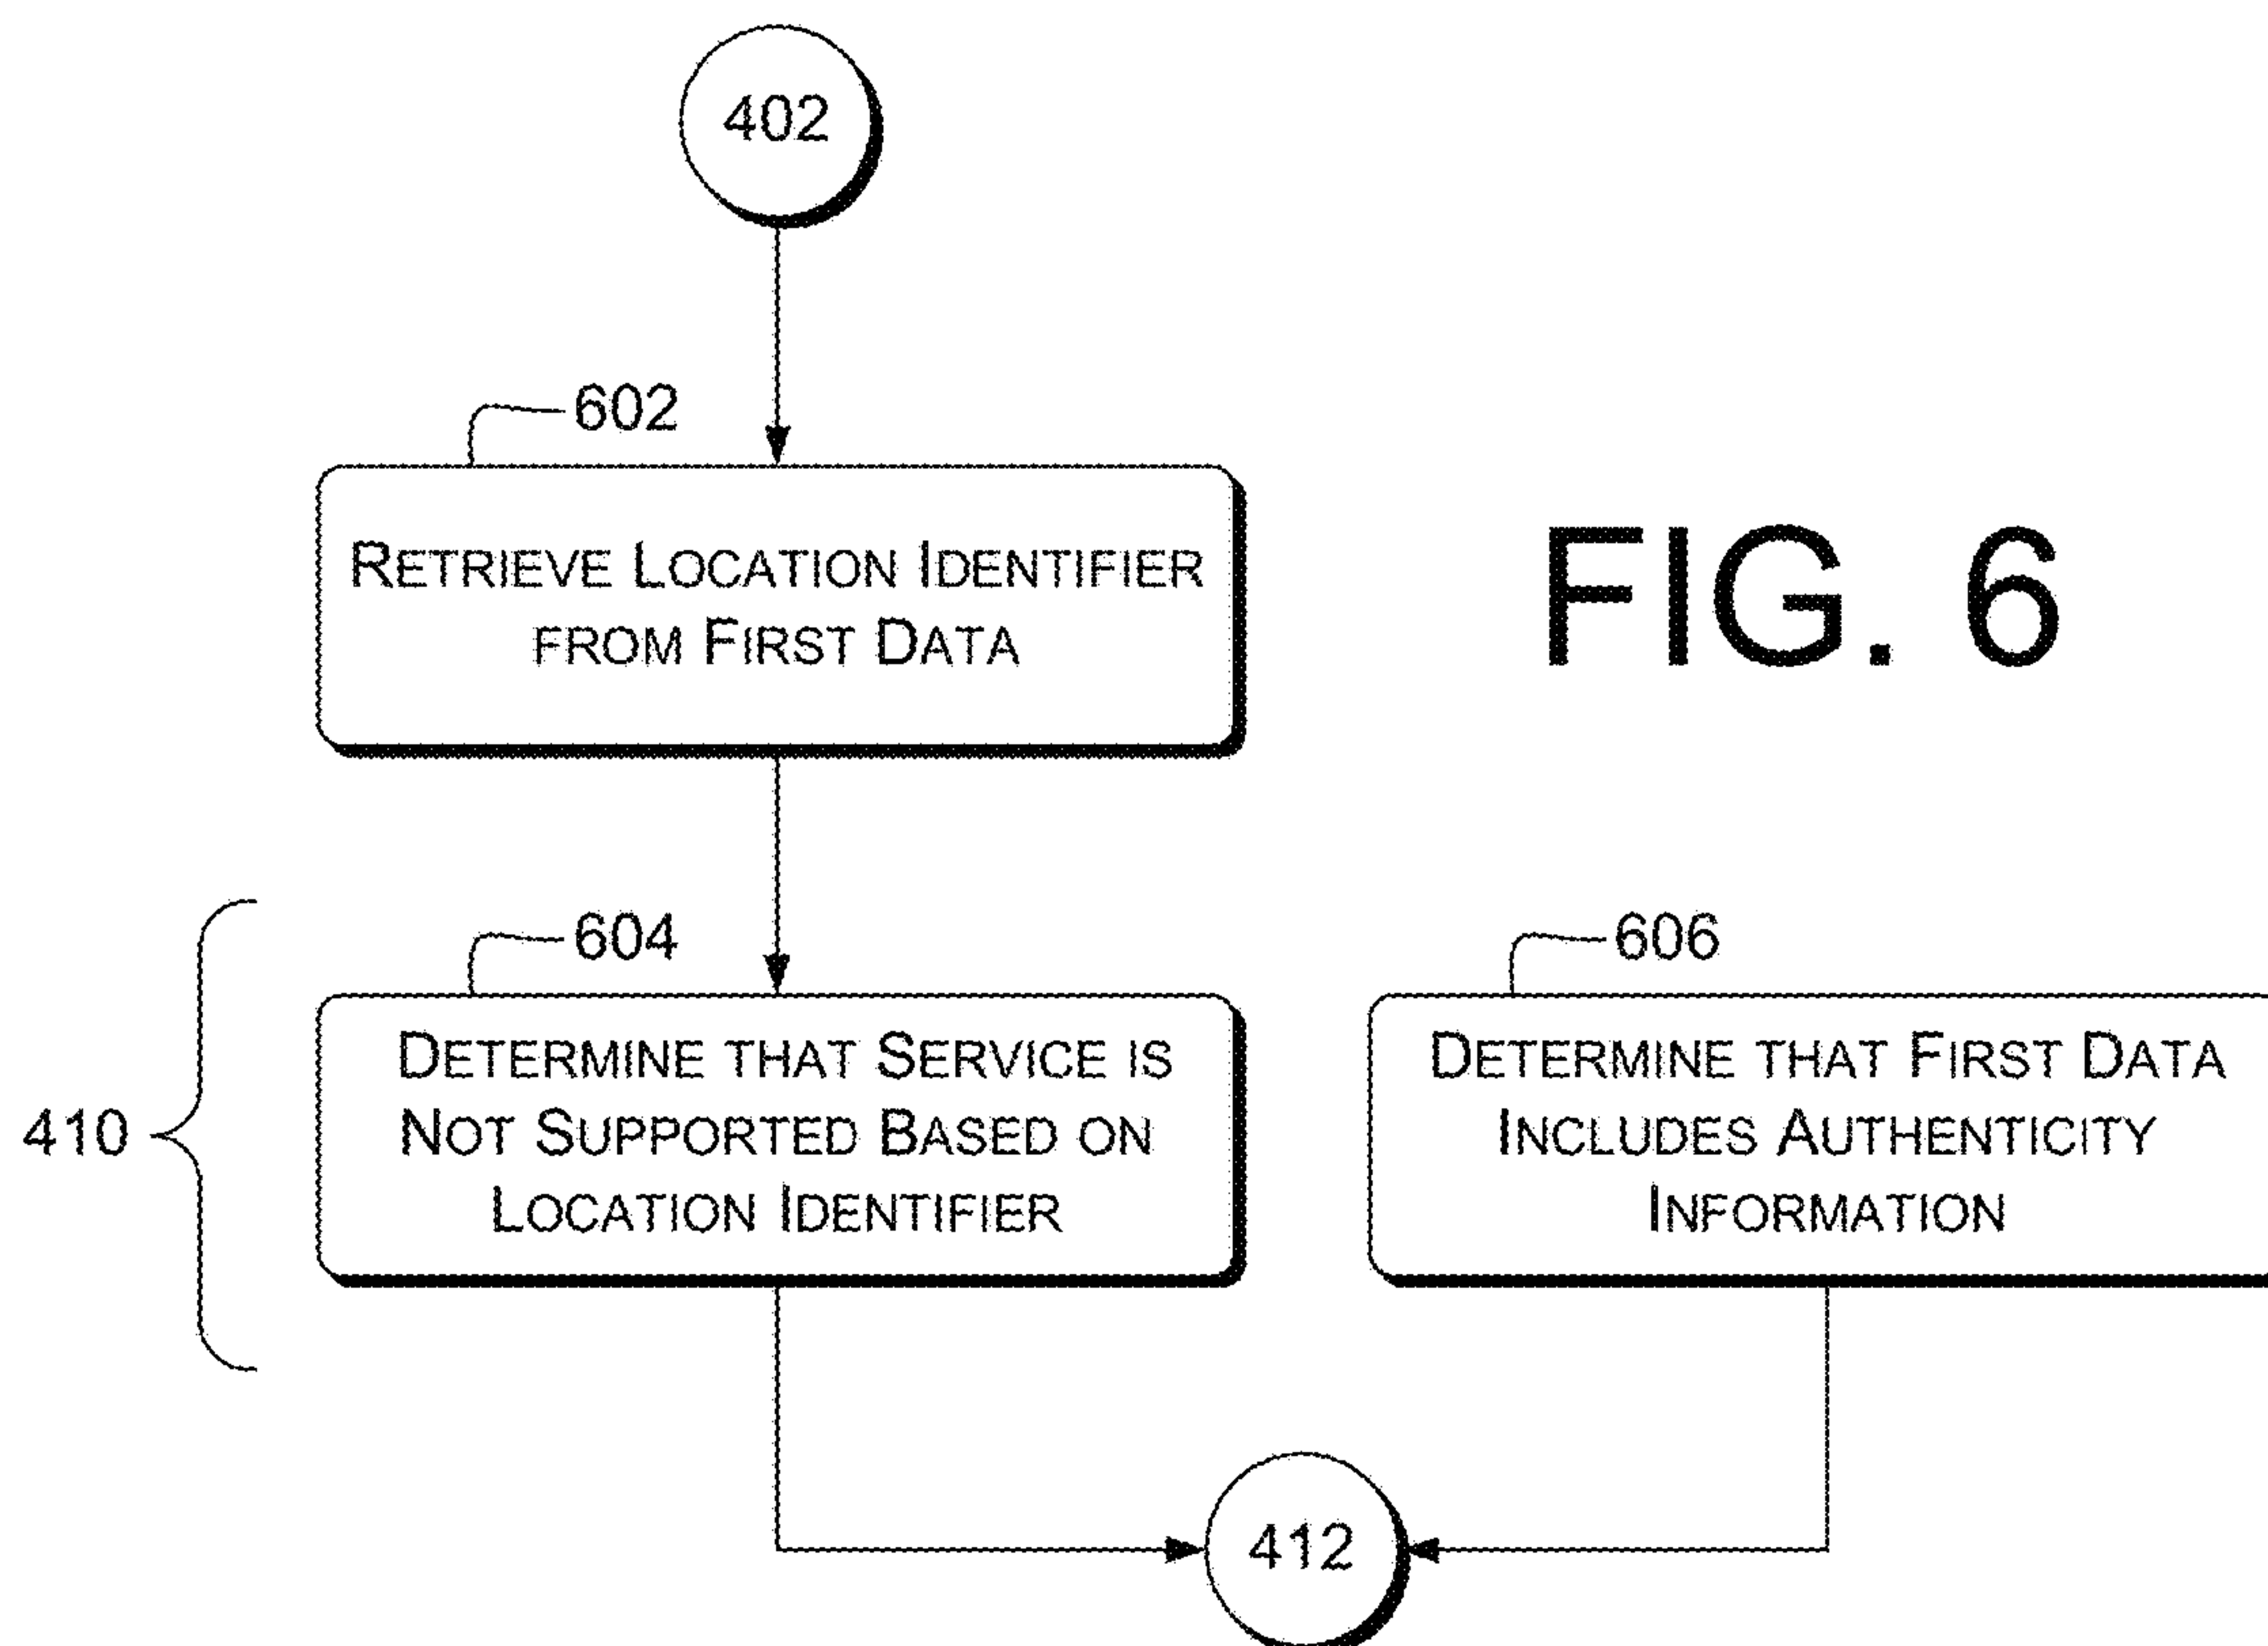 402
602
RETRIEVE LOCATION IDENTIFIER
FROM FIRST DATA
FIG. 6
410
604
DETERMINE THAT SERVICE IS
NOT SUPPORTED BASED ON
LOCATION IDENTIFIER
606
DETERMINE THAT FIRST DATA
INCLUDES AUTHENTICITY
INFORMATION
412